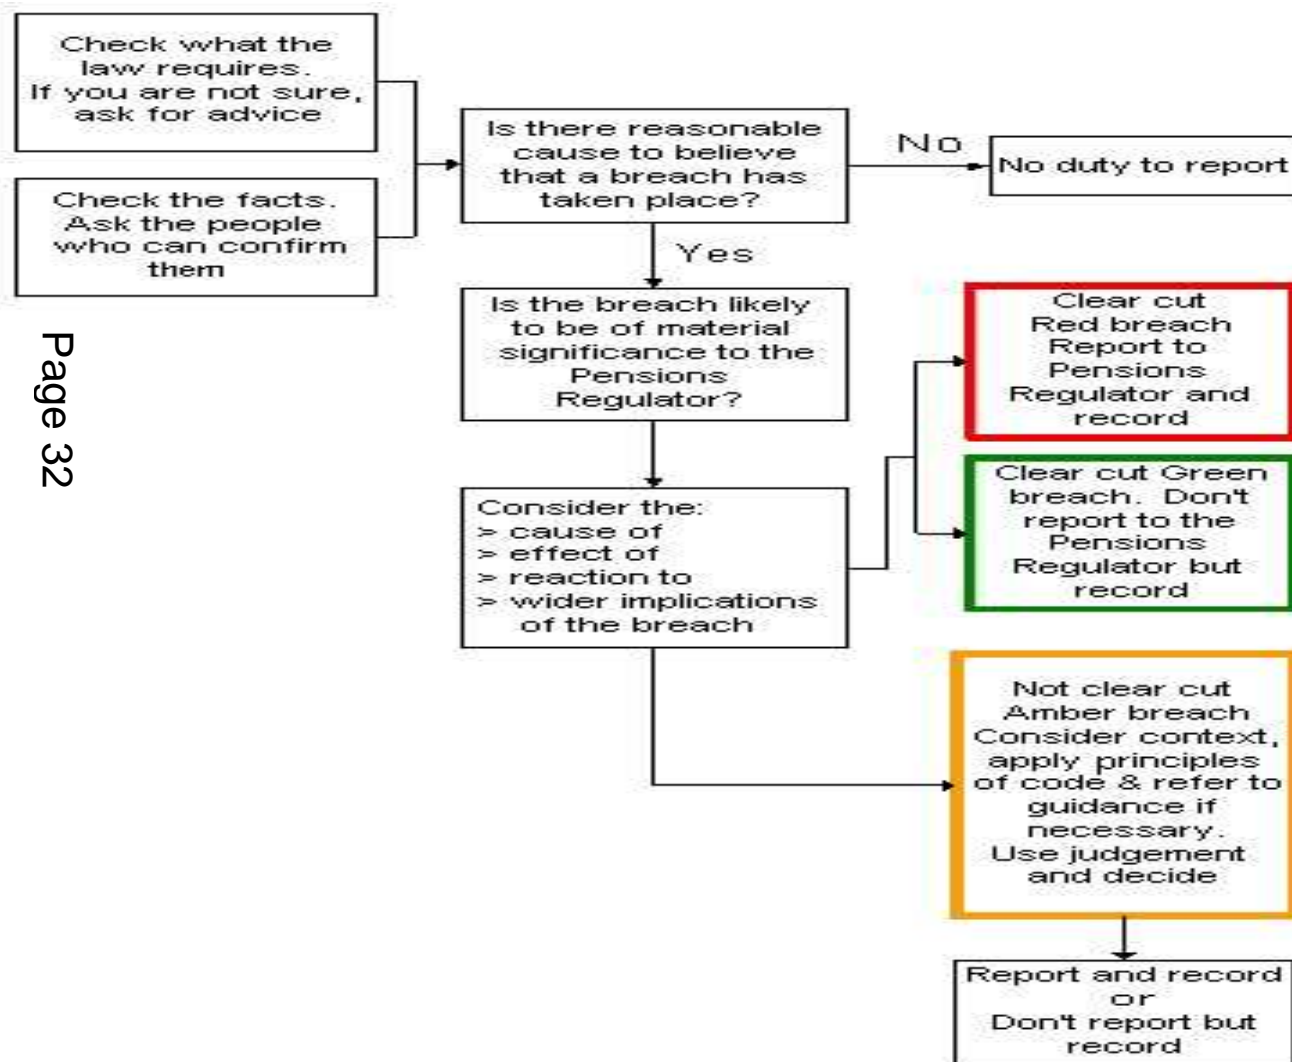 Check what the
law requires.
If you are not sure,
ask for advice
Check the facts.
Ask the people
who can confirm
them
Is there reasonable
cause to believe
that a breach has
taken place?
No
No duty to report
Yes
Is the breach likely
to be of material
significance to the
Pensions
Regulator?
Consider the:
> cause of
> effect of
> reaction to
> wider implications
of the breach
Clear cut
Red breach
Report to
Pensions
Regulator and
record
Clear cut Green
breach. Don't
report to the
Pensions
Regulator but
record
Not clear cut
Amber breach
Consider context,
apply principles
of code & refer to
guidance if
necessary.
Use judgement
and decide
Report and record
or
Don't report but
record
Page 32